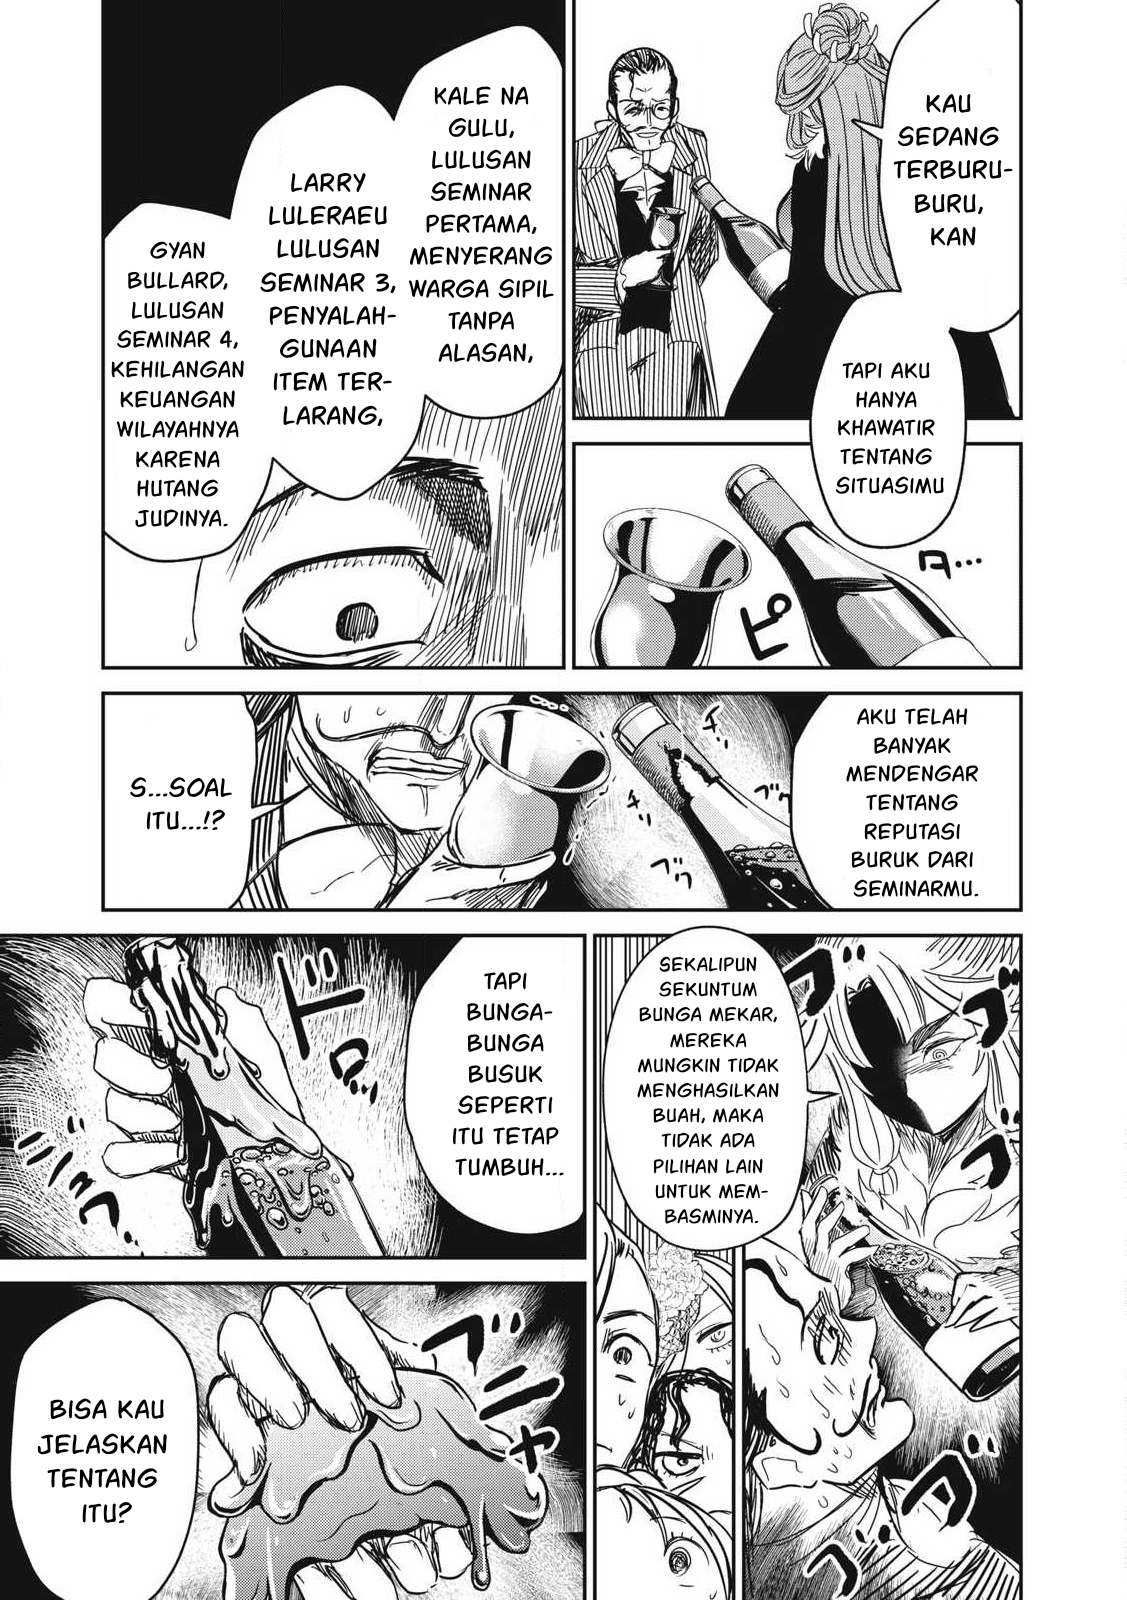 KAU
SEDANG
TERBURU-
BURU,
KAN
TAPI AKU
HANYA
KHAWATIR
TENTANG
SITUASIMU
ピタ…
KALE NA
GULU,
LULUSAN
SEMINAR
PERTAMA,
MENYERANG
WARGA SIPIL
TANPA
ALASAN,
LARRY
LULERAEU
LULUSAN
SEMINAR 3,
PENYALAH-
GUNAAN
ITEM TER-
LARANG,
GYAN
BULLARD,
LULUSAN
SEMINAR 4,
KEHILANGAN
KEUANGAN
WILAYAHNYA
KARENA
HUTANG
JUDINYA.
AKU TELAH
BANYAK
MENDENGAR
TENTANG
REPUTASI
BURUK DARI
SEMINARMU.
S...SOAL
ITU...!?
SEKALIPUN
SEKUNTUM
BUNGA MEKAR,
MEREKA
MUNGKIN TIDAK
MENGHASILKAN
BUAH, MAKA
TIDAK ADA
PILIHAN LAIN
UNTUK MEM-
BASMINYA.
TAPI
BUNGA-
BUNGA
BUSUK
SEPERTI
ITU TETAP
TUMBUH...
BISA KAU
JELASKAN
TENTANG
ITU?